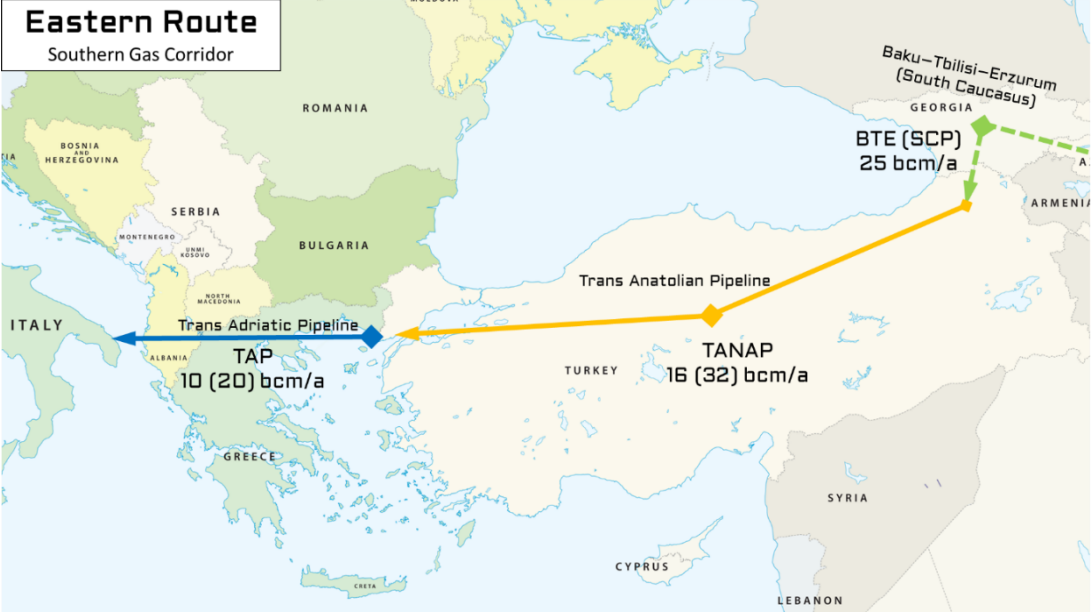 Eastern Route
Southern Gas Corridor
MOLDOVA
ROMANIA
Baku–Tbilisi–Erzurum
(South Caucasus)
GEORGIA
BTE (SCP)
25 bcm/a
BOSNIA
AND
HERZEGOVINA
ARMENIA
SERBIA
MONTENEGRO
UNMI
KOSOVO
BULGARIA
Trans Anatolian Pipeline
NORTH
MACEDONIA
ITALY
Trans Adriatic Pipeline
TAP
10 (20) bcm/a
ALBANIA
TANAP
16 (32) bcm/a
TURKEY
GREECE
SYRIA
CYPRUS
CRETA
LEBANON